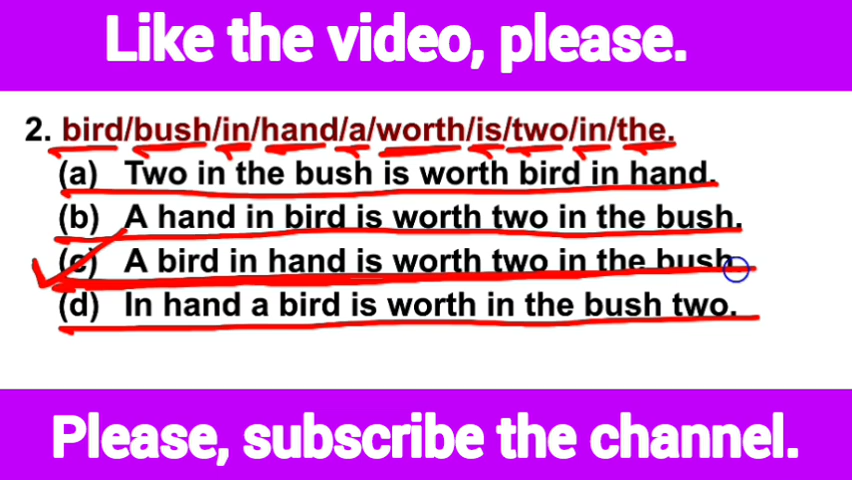 Like the video, please.
2. bird/bush/in/hand/a/worth/is/two/in/the.
(a) Two in the bush is worth bird in hand.
(b) A hand in bird is worth two in the bush.
(c) A bird in hand is worth two in the bush
(d) In hand a bird is worth in the bush two.
Please, subscribe the channel.